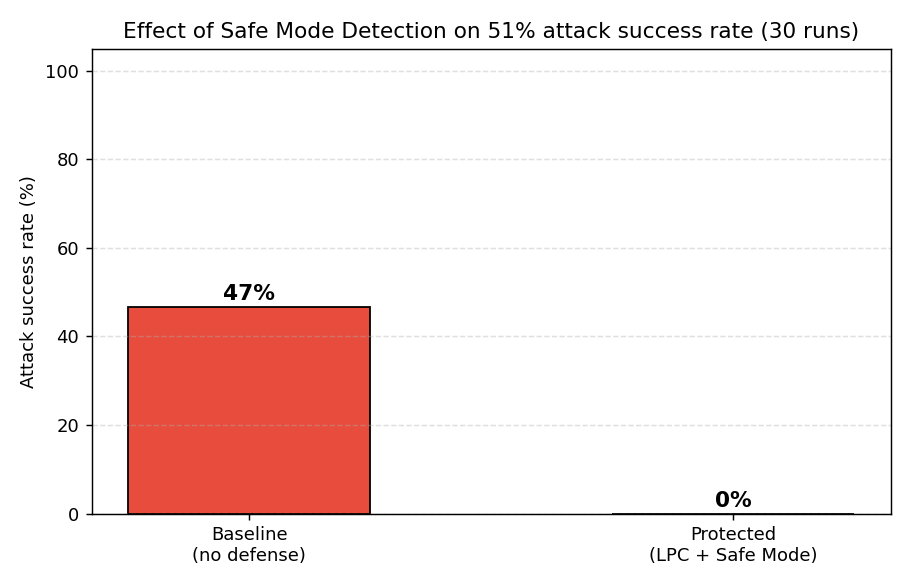 Effect of Safe Mode Detection on 51% attack success rate (30 runs)
Attack success rate (%)
100
80
60
40
20
0
47%
0%
Baseline
(no defense)
Protected
(LPC + Safe Mode)